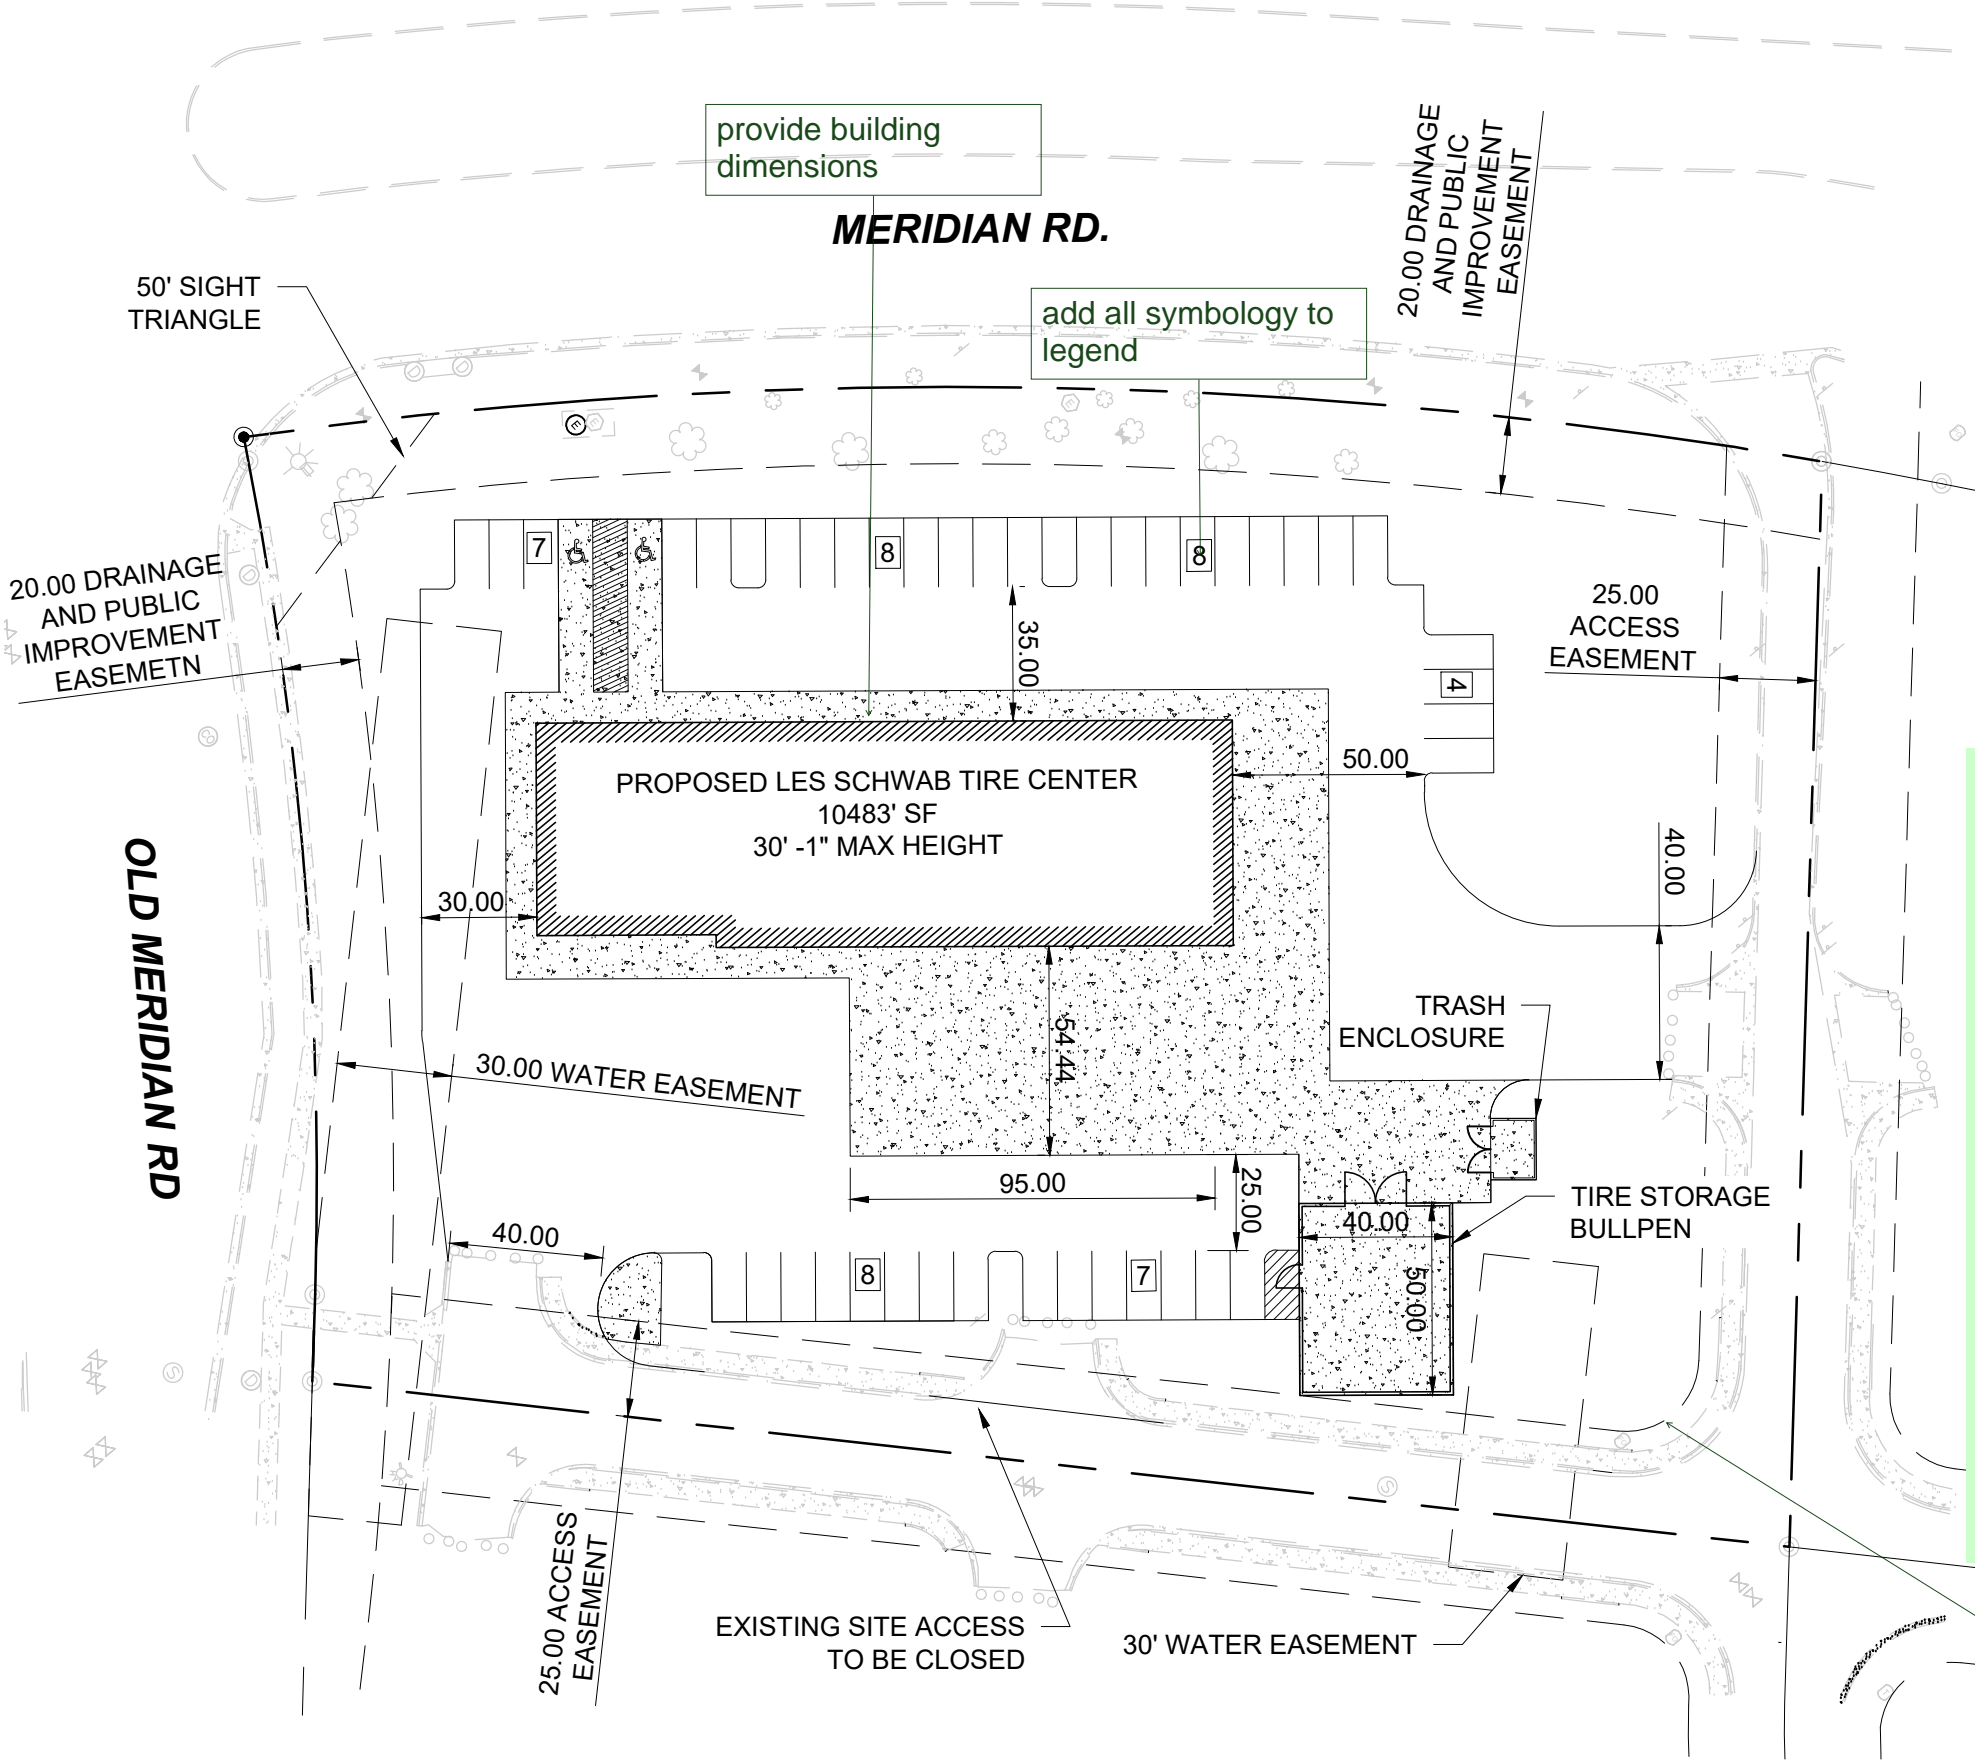 provide building
dimensions
MERIDIAN RD.
20.00 DRAINAGE
AND PUBLIC
IMPROVEMENT
EASEMENT
50' SIGHT
TRIANGLE
add all symbology to
legend
E
E
E
7
8
8
20.00 DRAINAGE
AND PUBLIC
IMPROVEMENT
EASEMETN
35.00
25.00
ACCESS
EASEMENT
4
50.00
PROPOSED LES SCHWAB TIRE CENTER
10483' SF
30' -1" MAX HEIGHT
40.00
OLD MERIDIAN RD
30.00
TRASH
ENCLOSURE
54.44
30.00 WATER EASEMENT
95.00
25.00
TIRE STORAGE
BULLPEN
40.00
40.00
50.00
8
7
S
D
S
25.00 ACCESS
EASEMENT
EXISTING SITE ACCESS
TO BE CLOSED
30' WATER EASEMENT